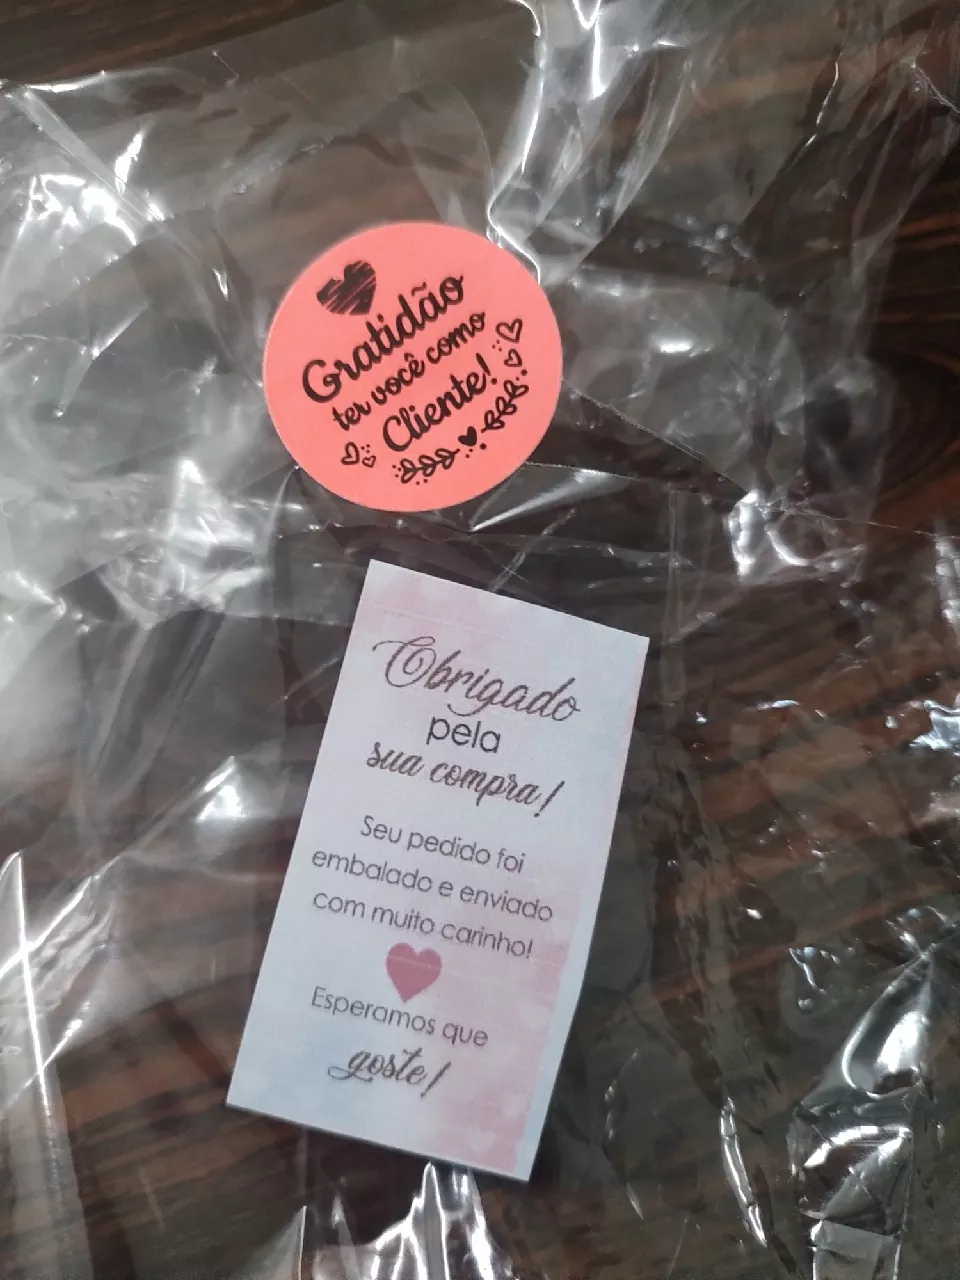 Gratidão
ter você como
Cliente!
Obrigado
pela
sua compra!
Seu pedido foi
embalado e enviado
com muito carinho!
Esperamos que
goste!